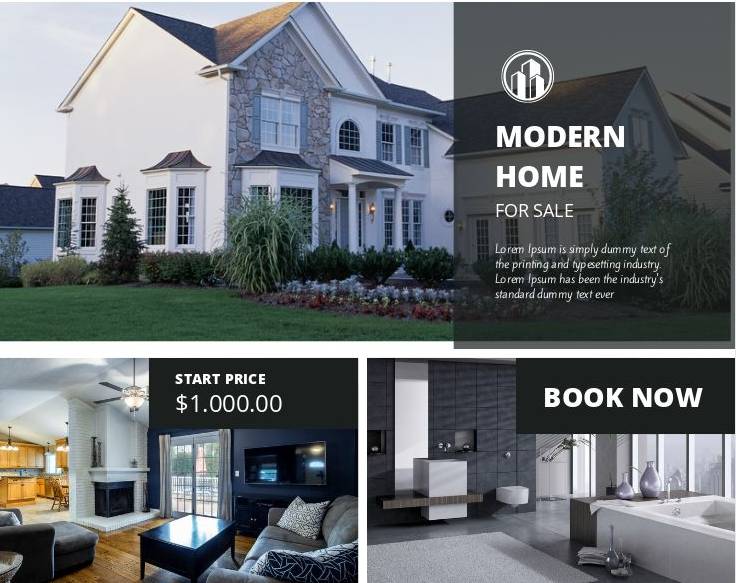 MODERN
HOME
FOR SALE
Lorem Ipsum is simply dummy text of
the printing and typesetting industry.
Lorem Ipsum has been the industry's
standard dummy text ever
START PRICE
$1.000.00
BOOK NOW